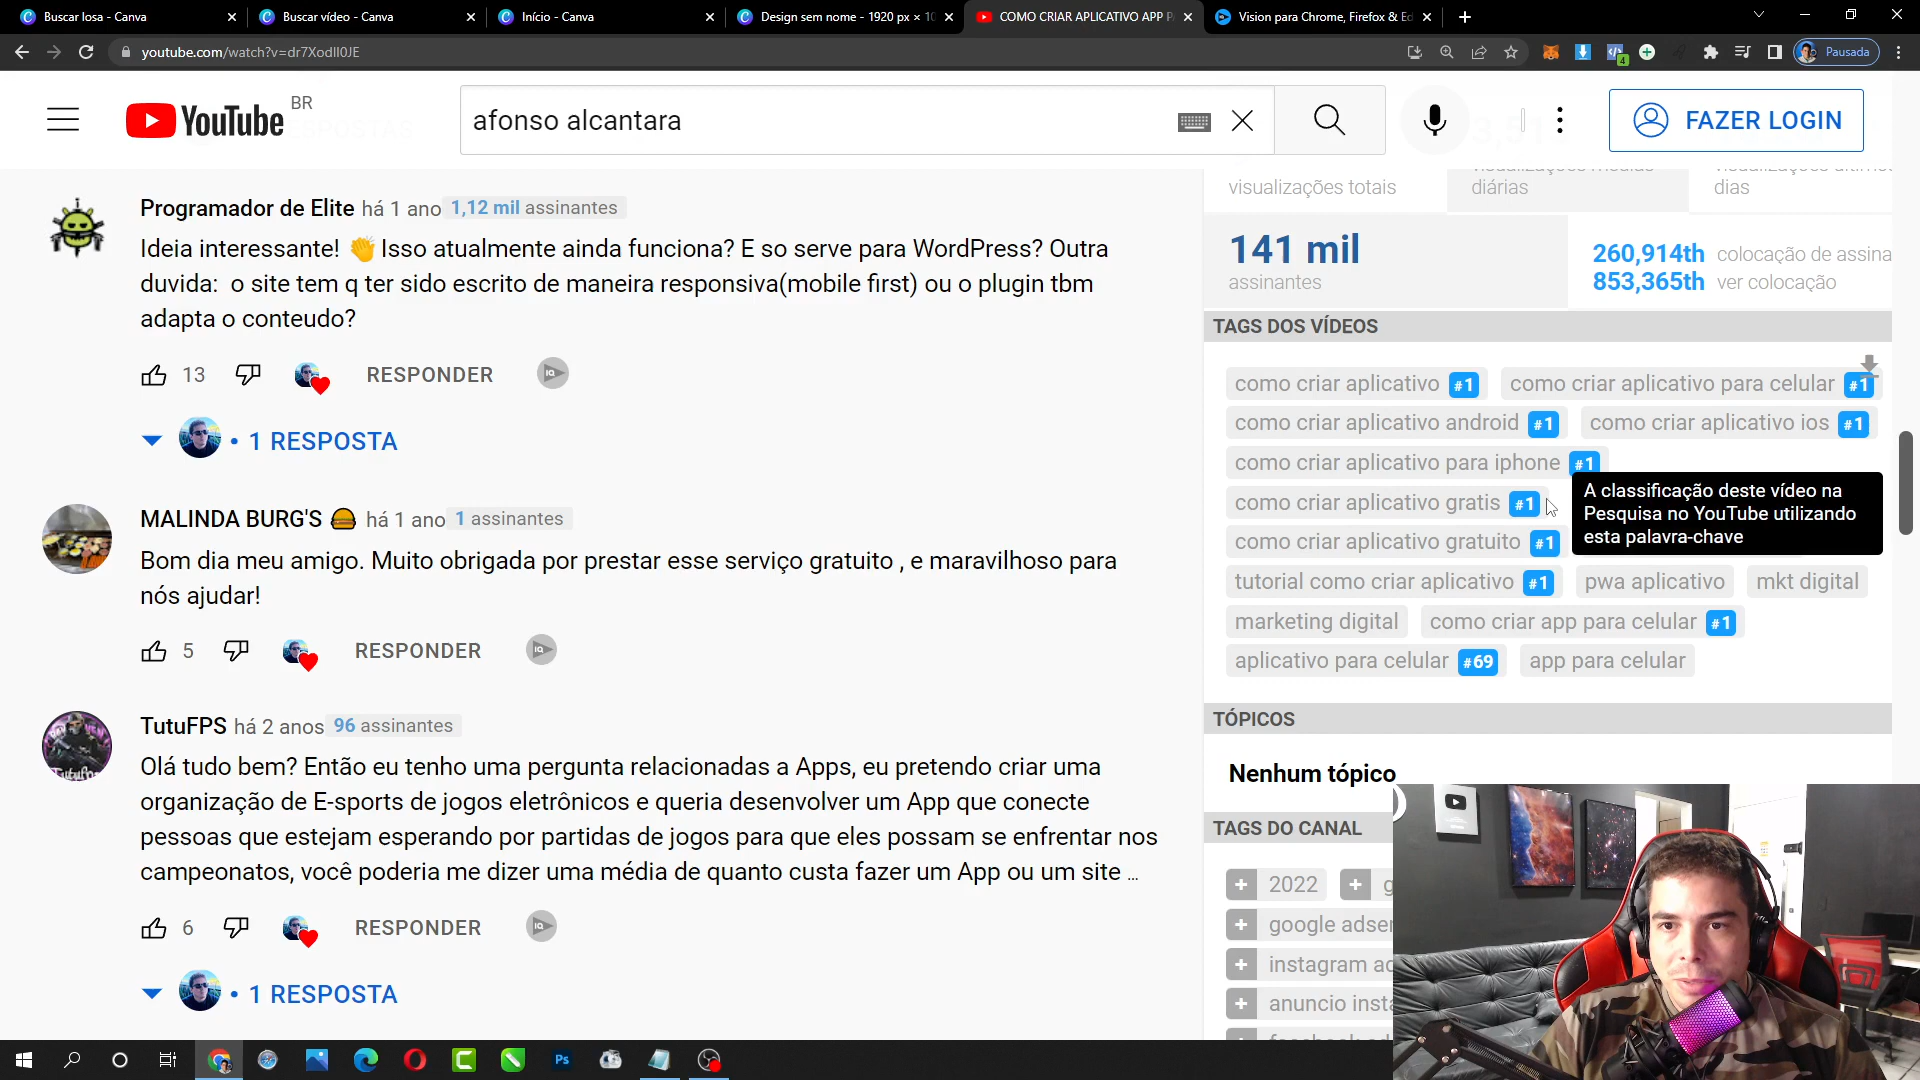 Buscar losa - Canva
Buscar vídeo - Canva
Início - Canva
Design sem nome - 1920 px × 10
COMO CRIAR APLICATIVO APP P
Vision para Chrome, Firefox & Ed
youtube.com/watch?v=dr7XodlI0JE
4
Pausada
YouTube
BR
afonso alcantara
FAZER LOGIN
Programador de Elite há 1 ano 1,12 mil assinantes
Ideia interessante! 👏 Isso atualmente ainda funciona? E so serve para WordPress? Outra
duvida: o site tem q ter sido escrito de maneira responsiva(mobile first) ou o plugin tbm
adapta o conteudo?
13
RESPONDER
IQ
• 1 RESPOSTA
MALINDA BURG'S 🍔 há 1 ano 1 assinantes
Bom dia meu amigo. Muito obrigada por prestar esse serviço gratuito , e maravilhoso para
nós ajudar!
5
RESPONDER
IQ
TutuFPS há 2 anos 96 assinantes
Olá tudo bem? Então eu tenho uma pergunta relacionadas a Apps, eu pretendo criar uma
organização de E-sports de jogos eletrônicos e queria desenvolver um App que conecte
pessoas que estejam esperando por partidas de jogos para que eles possam se enfrentar nos
campeonatos, você poderia me dizer uma média de quanto custa fazer um App ou um site ...
6
RESPONDER
IQ
• 1 RESPOSTA
visualizações totais
diárias
dias
141 mil
assinantes
260,914th colocação de assina
853,365th ver colocação
TAGS DOS VÍDEOS
como criar aplicativo #1 como criar aplicativo para celular #1
como criar aplicativo android #1 como criar aplicativo ios #1
como criar aplicativo para iphone #1
como criar aplicativo gratis #1
A classificação deste vídeo na
Pesquisa no YouTube utilizando
esta palavra-chave
como criar aplicativo gratuito #1
tutorial como criar aplicativo #1 pwa aplicativo mkt digital
marketing digital como criar app para celular #1
aplicativo para celular #69 app para celular
TÓPICOS
Nenhum tópico
TAGS DO CANAL
+ 2022 + g
+ google adser
+ instagram ad
+ anuncio insta
Ps